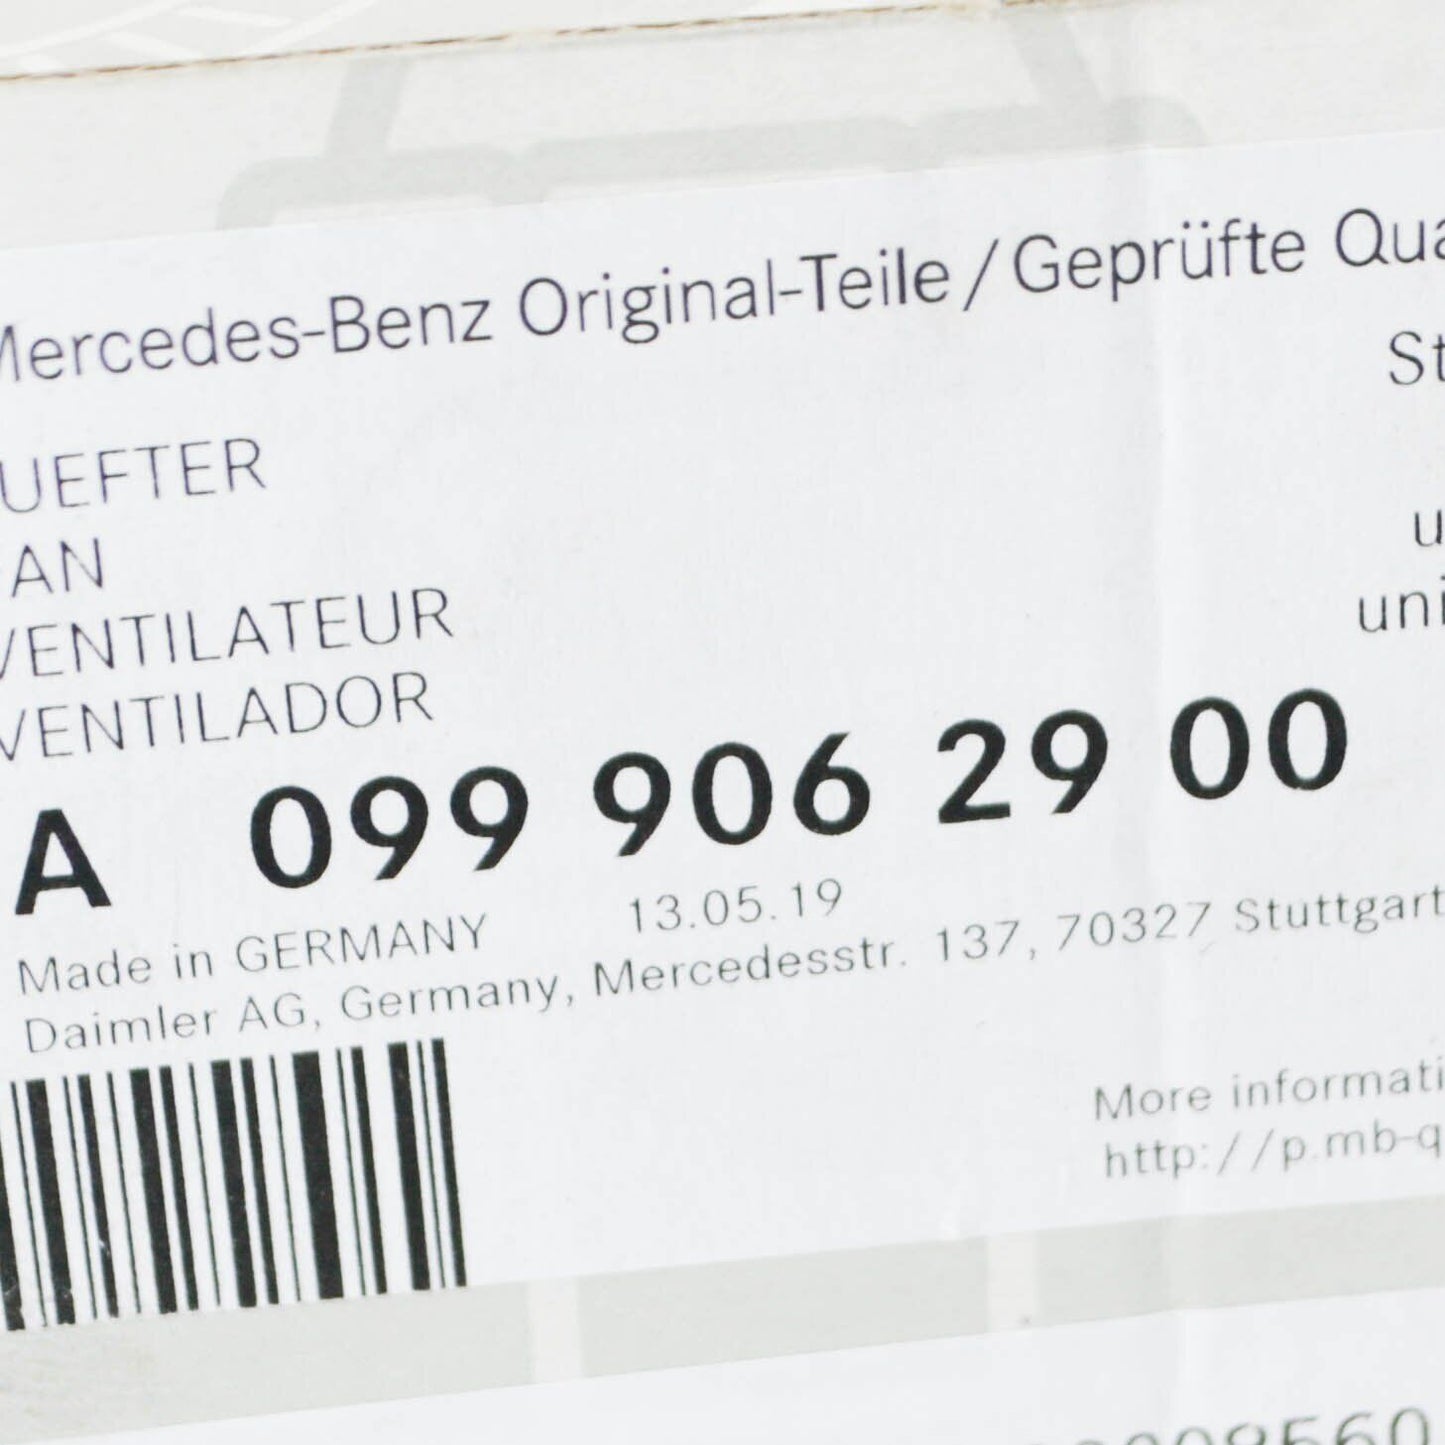 Mercedes-Benz Original-Teile / Geprüfte Qua
St
UEFTER
AN
u
VENTILATEUR
uni
VENTILADOR
A 099 906 29 00
Made in GERMANY 13.05.19
Daimler AG, Germany, Mercedesstr. 137, 70327 Stuttgart
More informati
http://p.mb-q